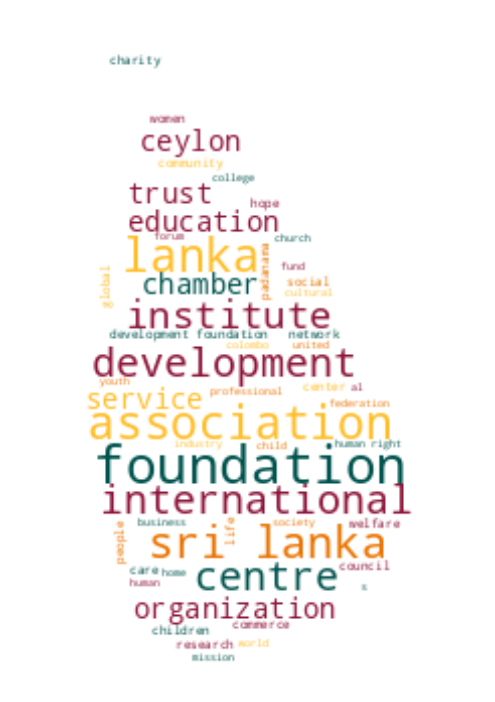 charity
women
ceylon
community
college
trust
hope
education
forum
church
lanka
padanama
fund
global
chamber
social
cultural
institute
development foundation network
colombo united
development
youth
professional
center al
service
federation
association
industry child human right
foundation
international
people
business
life
society
welfare
sri lanka
care home
centre
council
human
s
organization
children
commerce
research world
mission